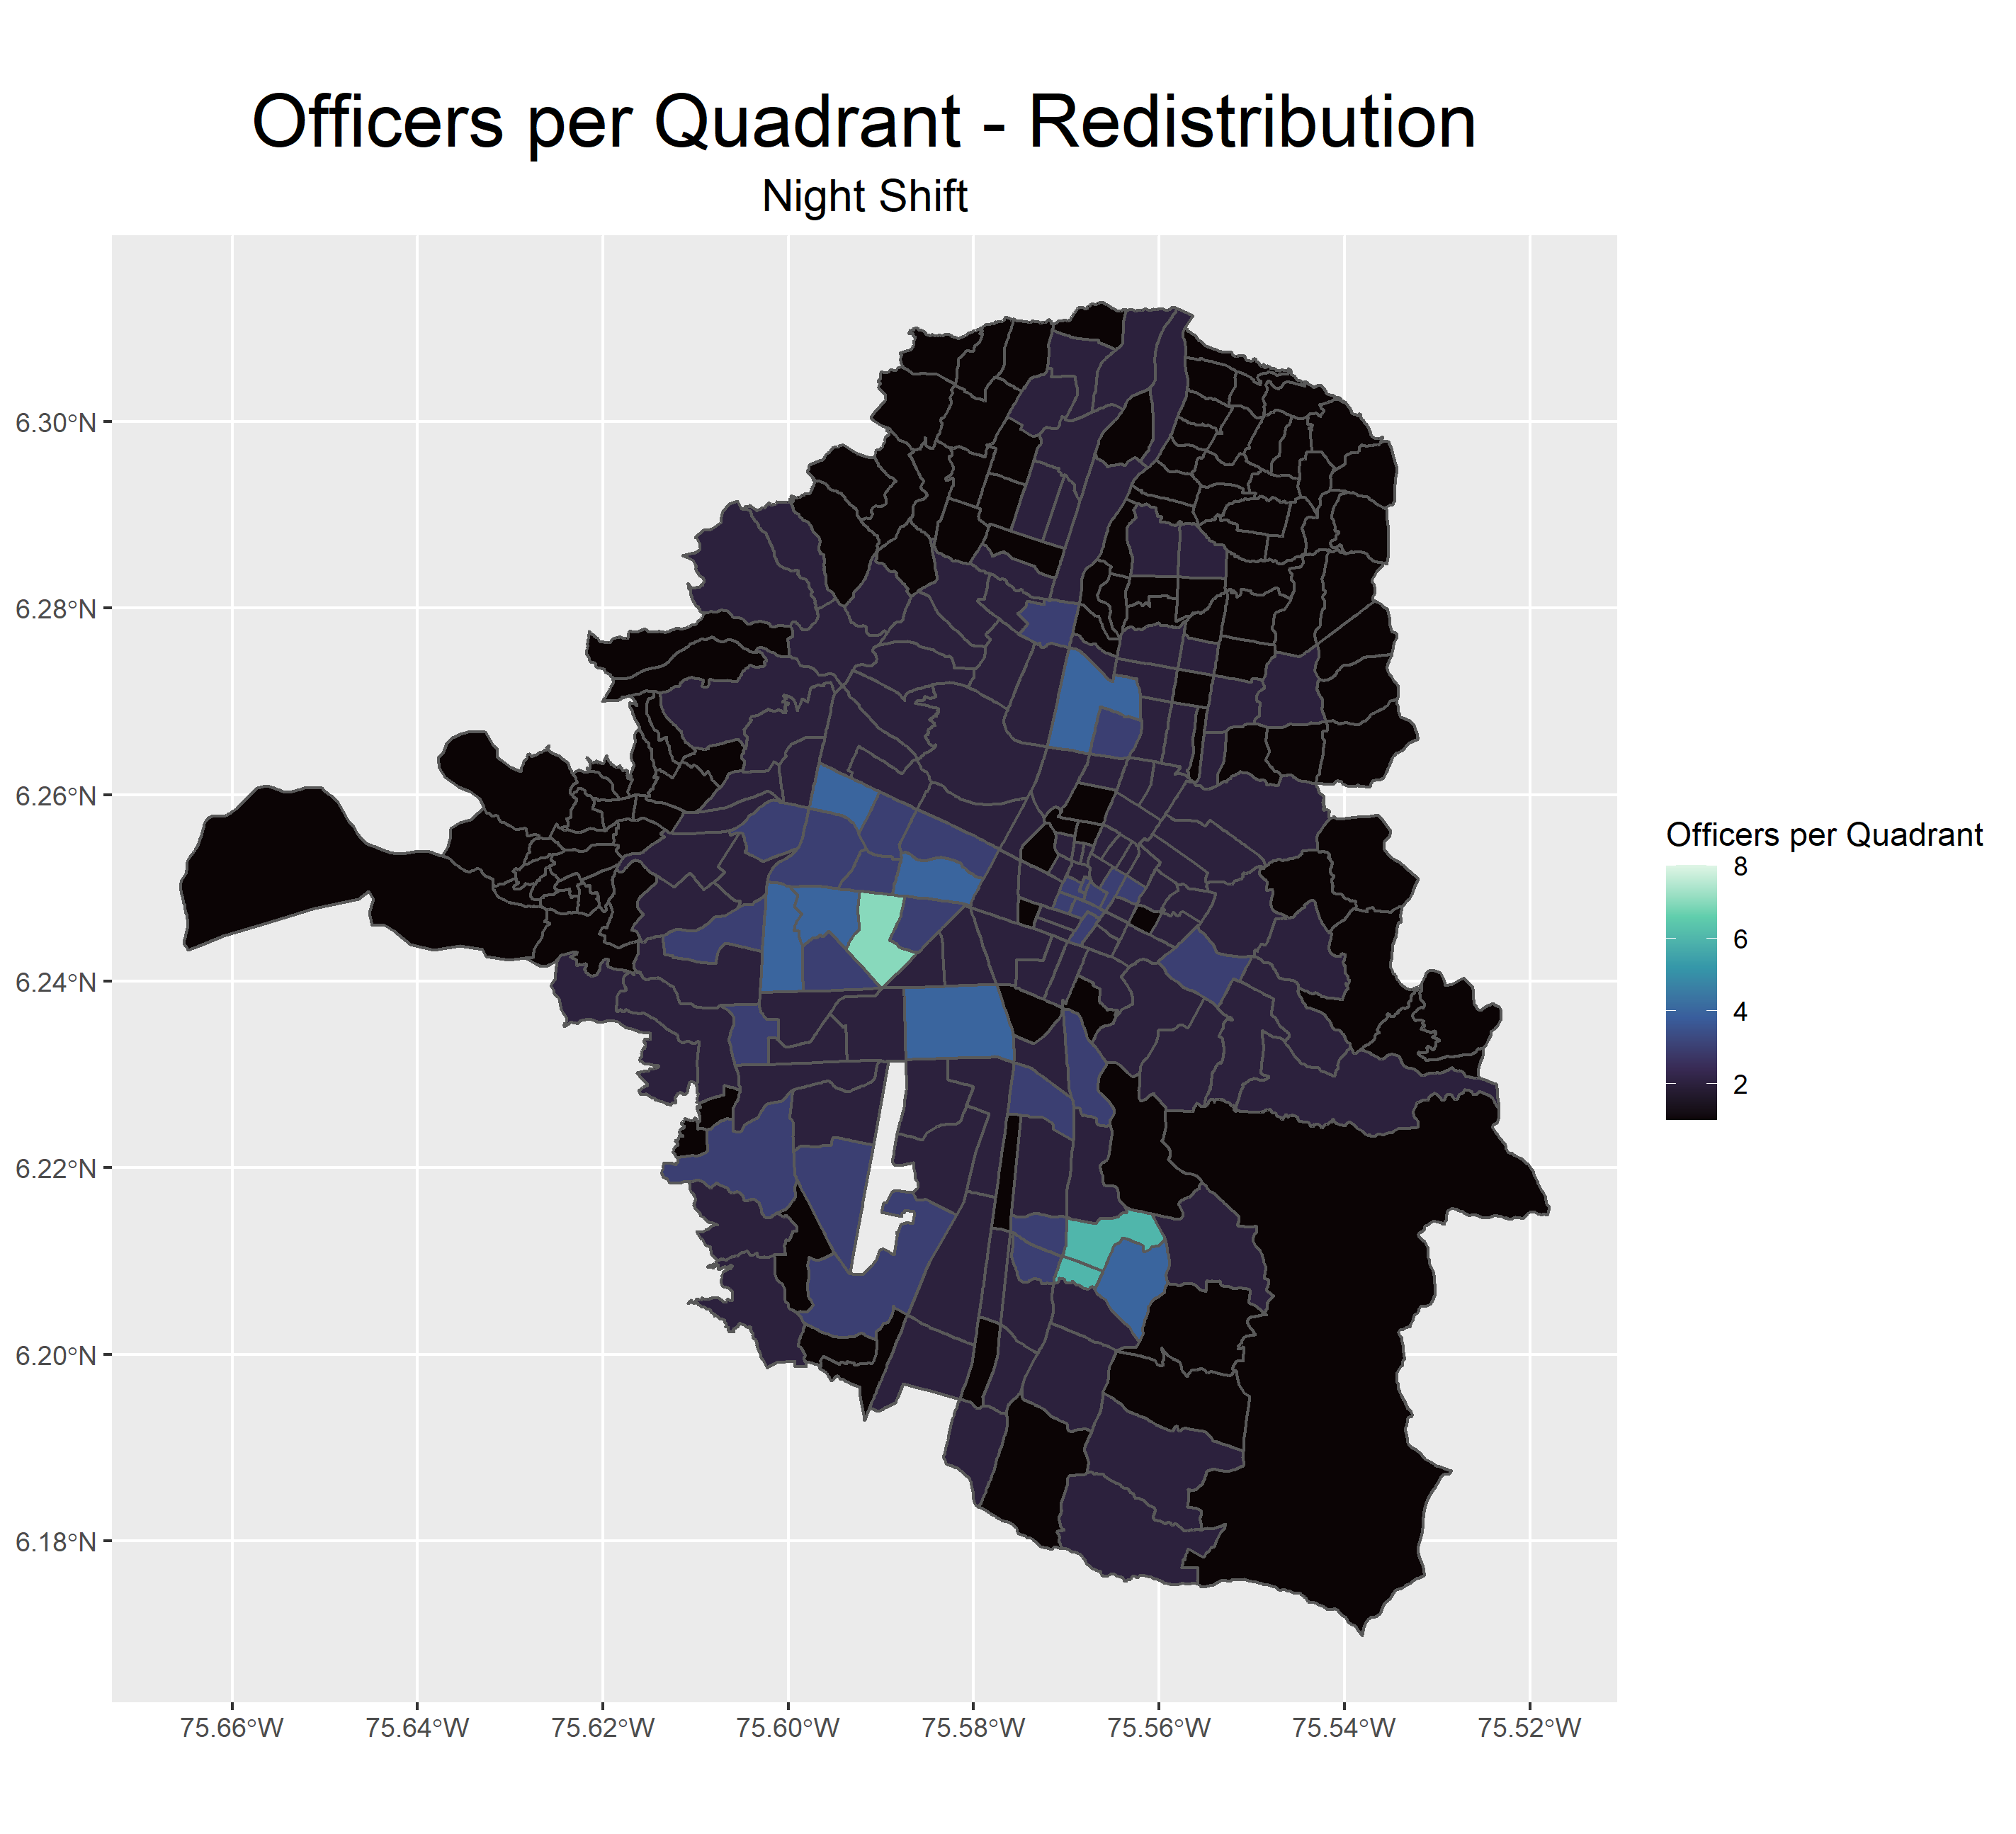 Officers per Quadrant - Redistribution
Night Shift
6.30°N
6.28°N
6.26°N
6.24°N
6.22°N
6.20°N
6.18°N
75.66°W 75.64°W 75.62°W 75.60°W 75.58°W 75.56°W 75.54°W 75.52°W
Officers per Quadrant
8
6
4
2